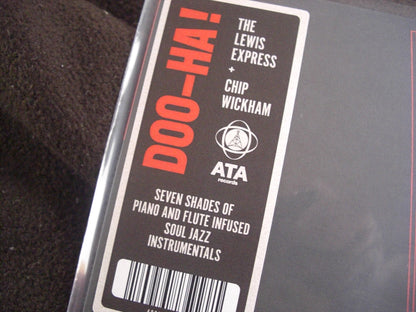 DOO-HA!
THE
LEWIS
EXPRESS
+
CHIP
WICKHAM
ATA
records
SEVEN SHADES OF
PIANO AND FLUTE INFUSED
SOUL JAZZ
INSTRUMENTALS